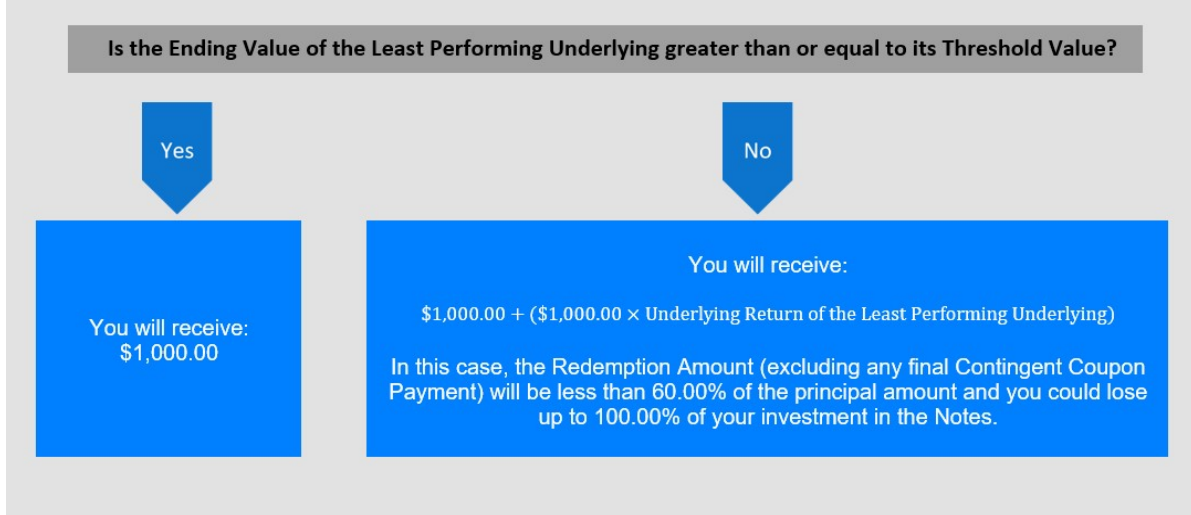 Is the Ending Value of the Least Performing Underlying greater than or equal to its Threshold Value?
Yes
No
You will receive:
$1,000.00
You will receive:
$1,000.00 + ($1,000.00 × Underlying Return of the Least Performing Underlying)
In this case, the Redemption Amount (excluding any final Contingent Coupon
Payment) will be less than 60.00% of the principal amount and you could lose
up to 100.00% of your investment in the Notes.